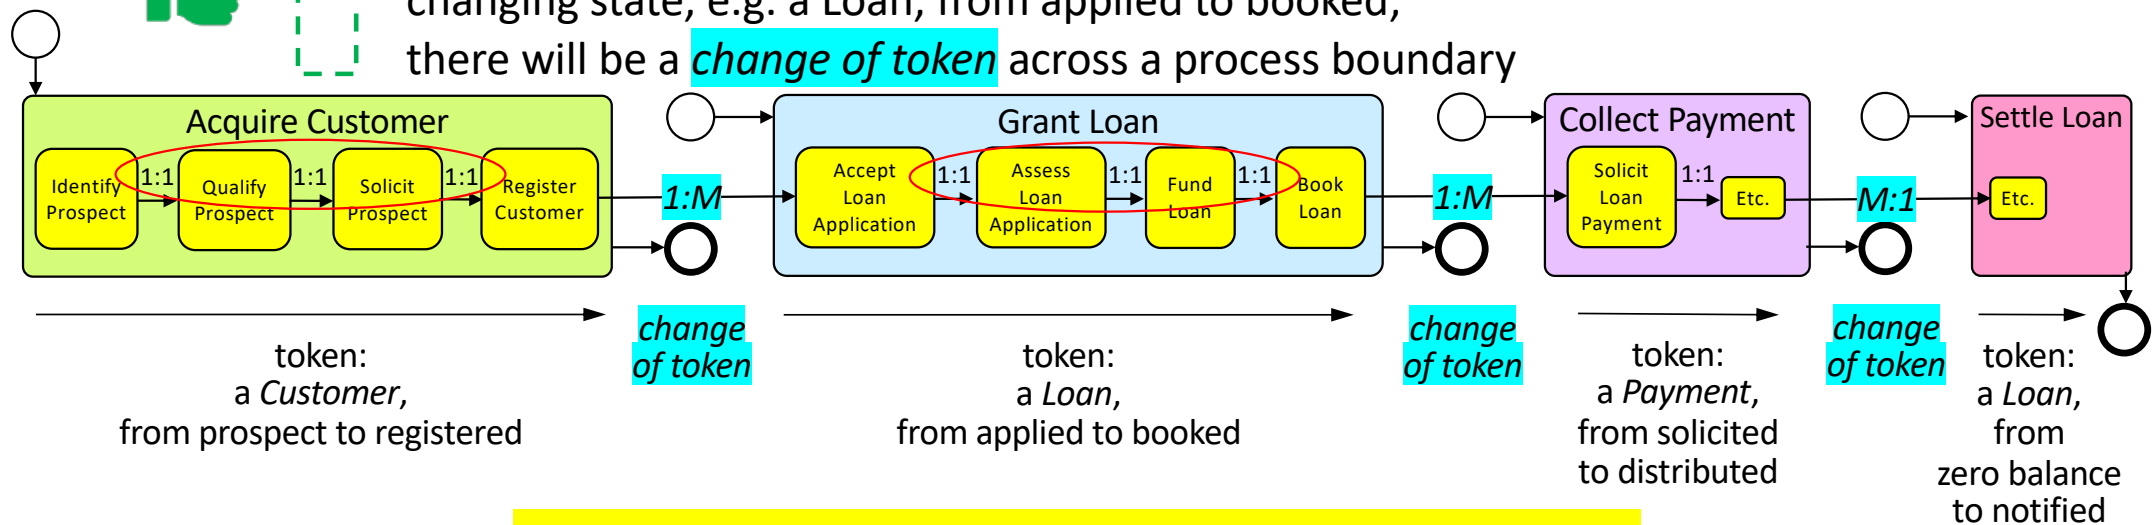 changing state, e.g. a Loan, from applied to booked,
there will be a change of token across a process boundary
Acquire Customer
Identify
Prospect
1:1
Qualify
Prospect
1:1
Solicit
Prospect
1:1
Register
Customer
1:M
Grant Loan
Accept
Loan
Application
1:1
Assess
Loan
Application
1:1
Fund
Loan
1:1
Book
Loan
1:M
Collect Payment
Solicit
Loan
Payment
1:1
Etc.
M:1
Settle Loan
Etc.
token:
a Customer,
from prospect to registered
change
of token
token:
a Loan,
from applied to booked
change
of token
token:
a Payment,
from solicited
to distributed
change
of token
token:
a Loan,
from
zero balance
to notified